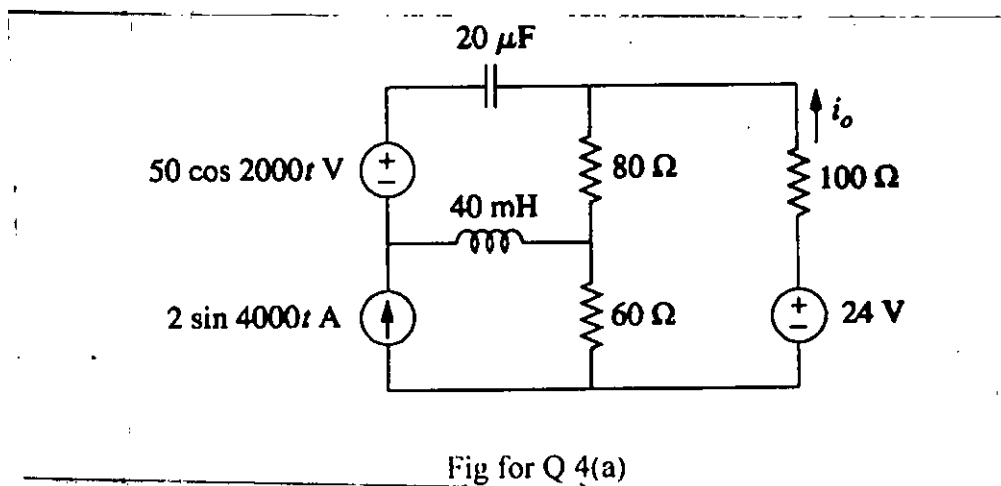 20 μF
i_o
50 cos 2000t V
+
−
80 Ω
100 Ω
40 mH
2 sin 4000t A
60 Ω
+
−
24 V
Fig for Q 4(a)